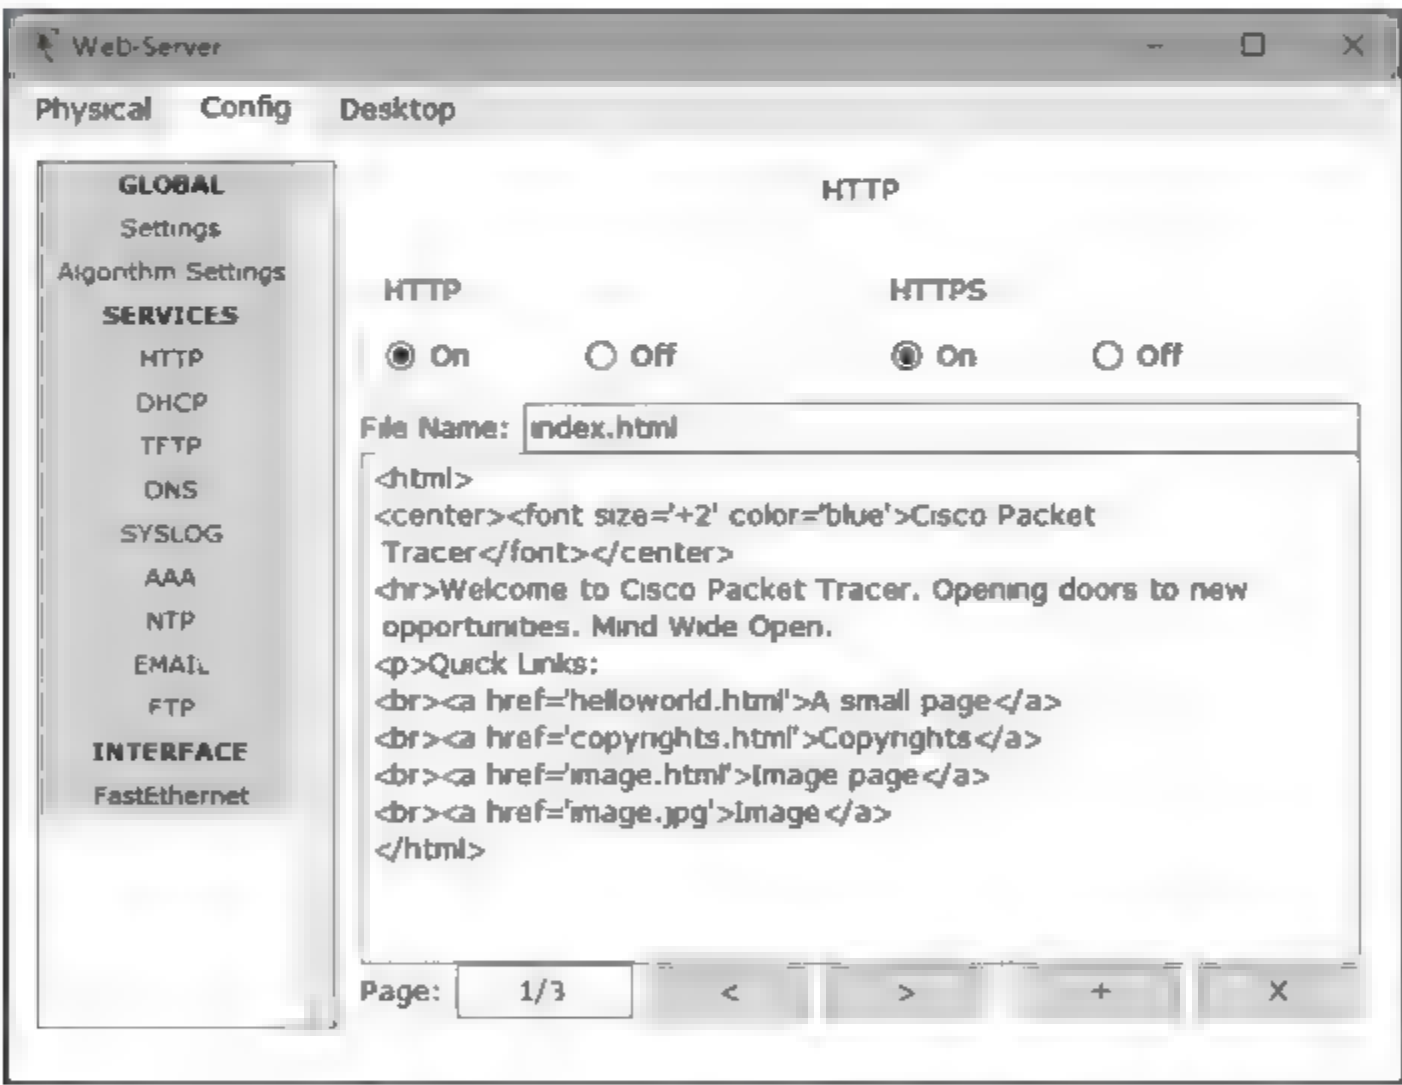 Web-Server
Physical Config Desktop
GLOBAL
Settings
Algorithm Settings
SERVICES
HTTP
DHCP
TFTP
DNS
SYSLOG
AAA
NTP
EMAIL
FTP
INTERFACE
FastEthernet
HTTP
HTTP HTTPS
On Off On Off
File Name: index.html
<html>
<center><font size='+2' color='blue'>Cisco Packet
Tracer</font></center>
<hr>Welcome to Cisco Packet Tracer. Opening doors to new
opportunities. Mind Wide Open.
<p>Quick Links:
<br><a href='helloworld.html'>A small page</a>
<br><a href='copyrights.html'>Copyrights</a>
<br><a href='image.html'>Image page</a>
<br><a href='image.jpg'>Image</a>
</html>
Page: 1/3 < > + X